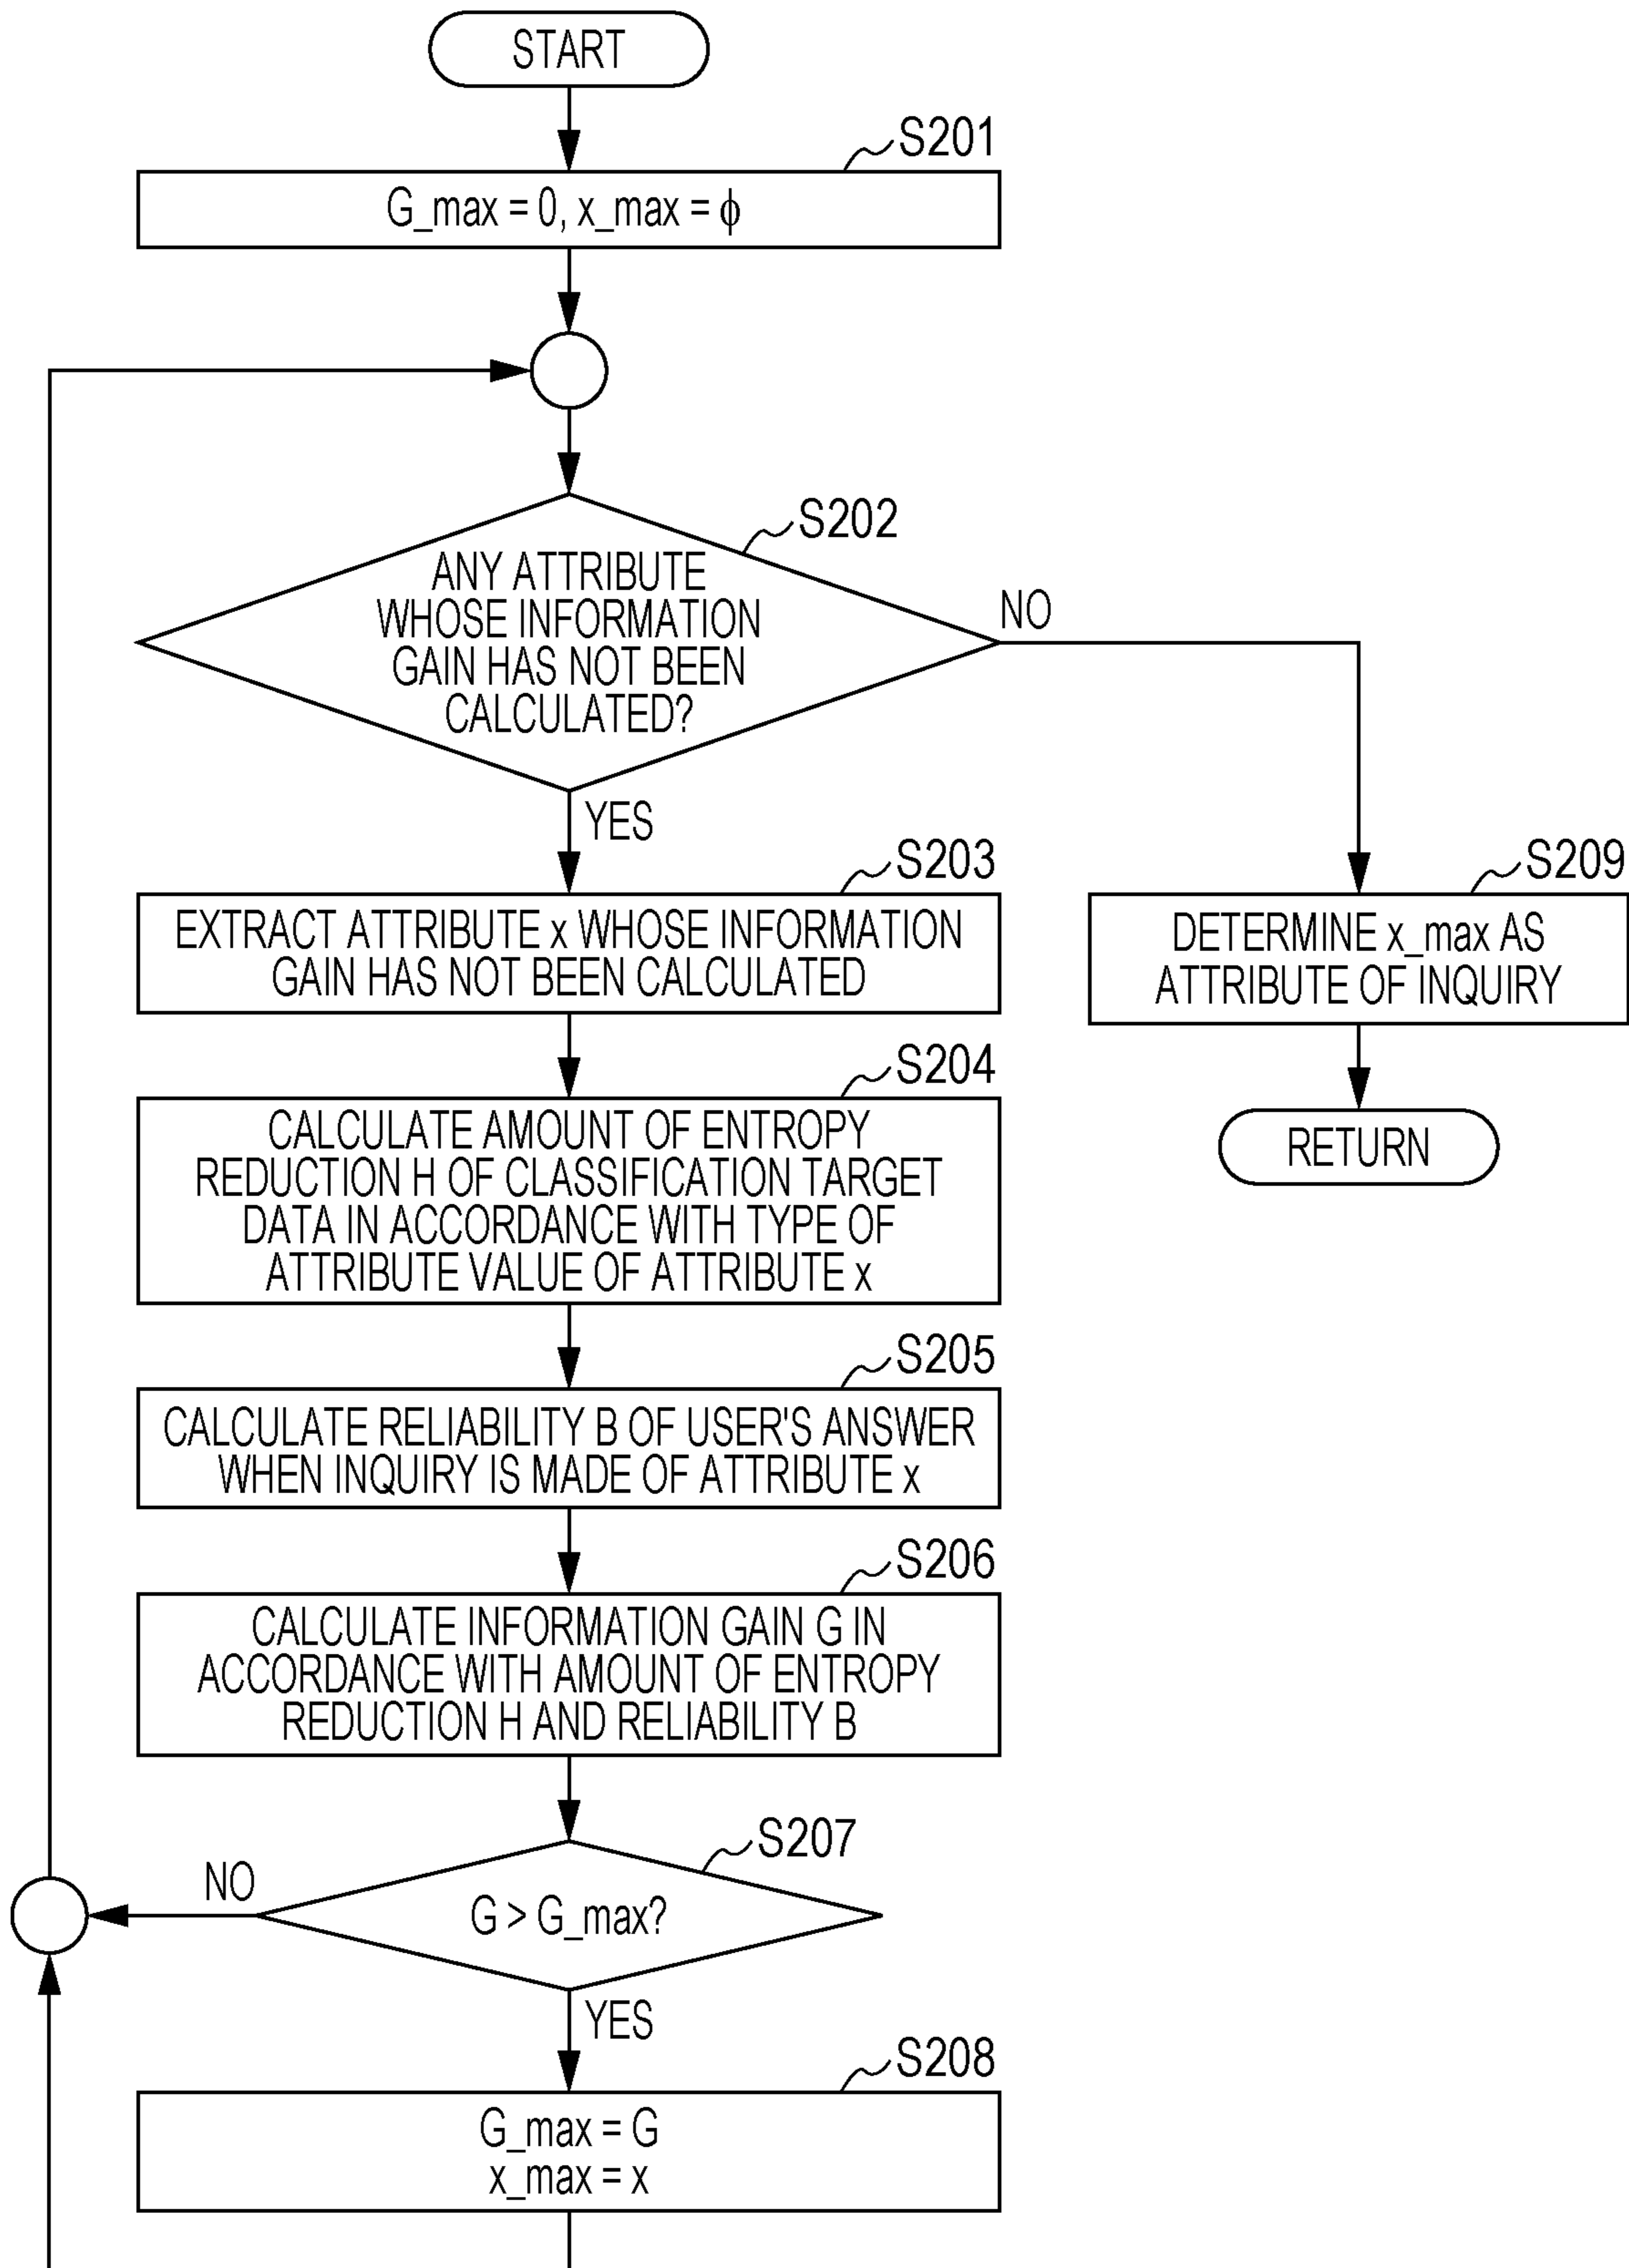 START
S201
G_max = 0, x_max = ϕ
S202
ANY ATTRIBUTE
WHOSE INFORMATION
GAIN HAS NOT BEEN
CALCULATED?
NO
YES
S203
EXTRACT ATTRIBUTE x WHOSE INFORMATION
GAIN HAS NOT BEEN CALCULATED
S209
DETERMINE x_max AS
ATTRIBUTE OF INQUIRY
RETURN
S204
CALCULATE AMOUNT OF ENTROPY
REDUCTION H OF CLASSIFICATION TARGET
DATA IN ACCORDANCE WITH TYPE OF
ATTRIBUTE VALUE OF ATTRIBUTE x
S205
CALCULATE RELIABILITY B OF USER'S ANSWER
WHEN INQUIRY IS MADE OF ATTRIBUTE x
S206
CALCULATE INFORMATION GAIN G IN
ACCORDANCE WITH AMOUNT OF ENTROPY
REDUCTION H AND RELIABILITY B
S207
NO
G > G_max?
YES
S208
G_max = G
x_max = x